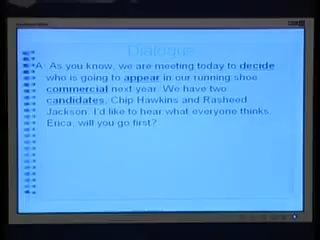 Dialogue
A: As you know, we are meeting today to decide
who is going to appear in our running shoe
commercial next year. We have two
candidates, Chip Hawkins and Rasheed
Jackson. I'd like to hear what everyone thinks.
Erica, will you go first?